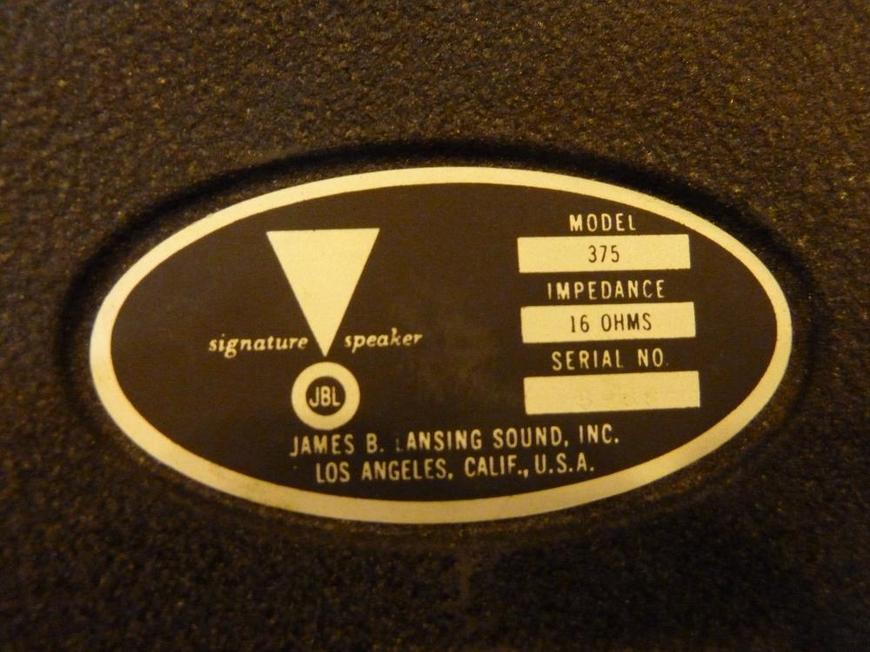 MODEL
375
IMPEDANCE
16 OHMS
SERIAL NO.
signature speaker
JBL
JAMES B. LANSING SOUND, INC.
LOS ANGELES, CALIF., U.S.A.